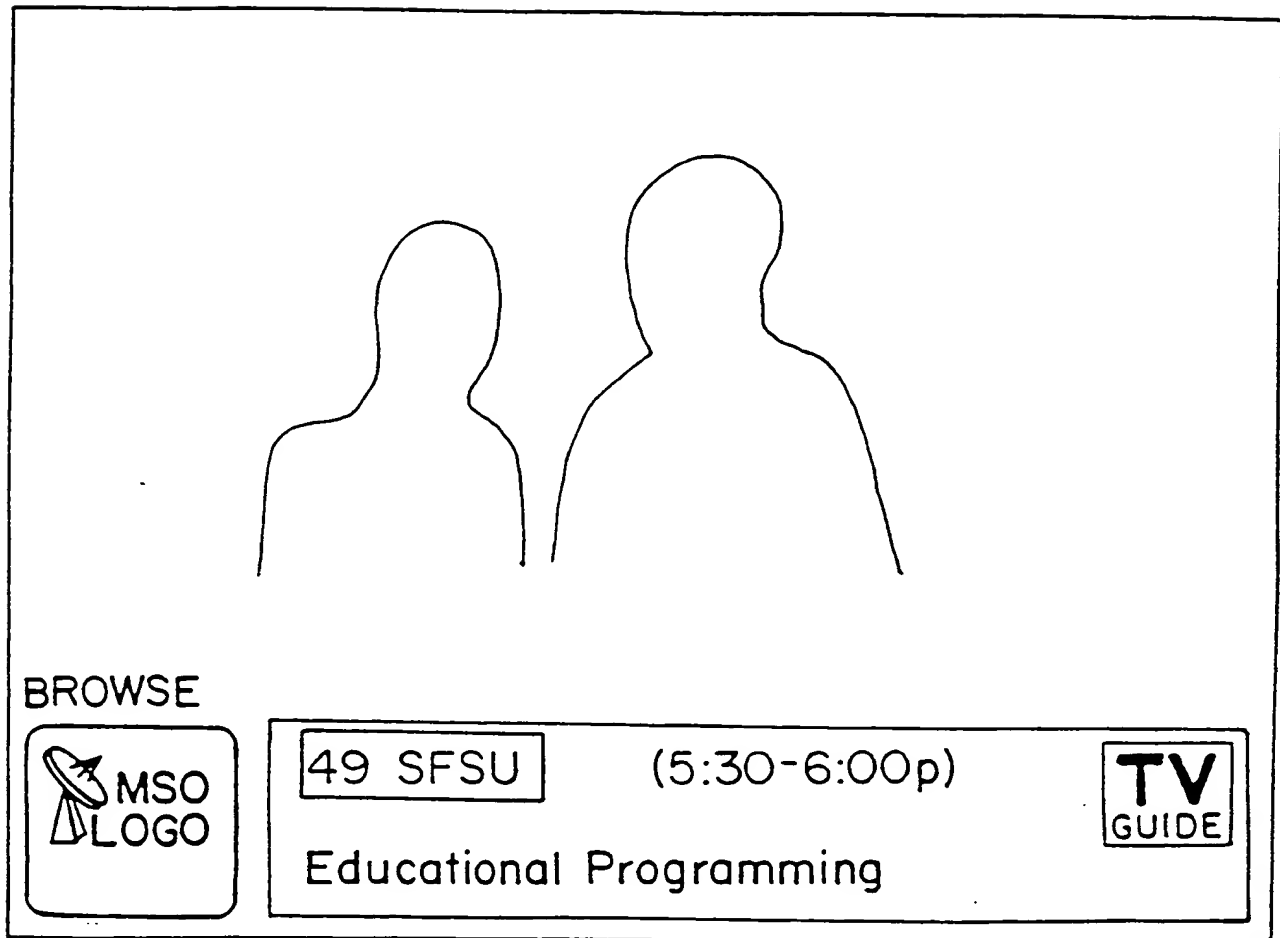 BROWSE
MSO
LOGO
49 SFSU (5:30-6:00p)
TV
GUIDE
Educational Programming